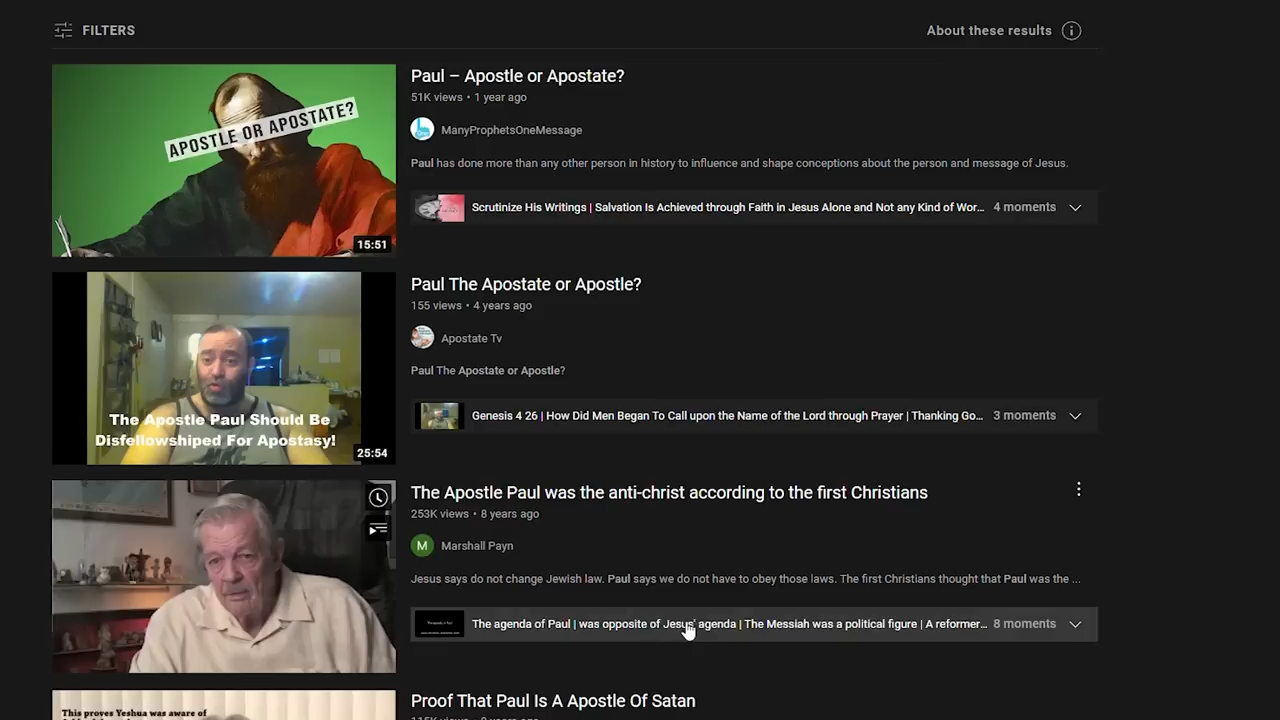 FILTERS
About these results
APOSTLE OR APOSTATE?
15:51
Paul – Apostle or Apostate?
51K views • 1 year ago
ManyProphetsOneMessage
Paul has done more than any other person in history to influence and shape conceptions about the person and message of Jesus.
Scrutinize His Writings | Salvation Is Achieved through Faith in Jesus Alone and Not any Kind of Wor... 4 moments
The Apostle Paul Should Be
Disfellowshiped For Apostasy!
25:54
Paul The Apostate or Apostle?
155 views • 4 years ago
Apostate Tv
Paul The Apostate or Apostle?
Genesis 4 26 | How Did Men Began To Call upon the Name of the Lord through Prayer | Thanking Go... 3 moments
The Apostle Paul was the anti-christ according to the first Christians
253K views • 8 years ago
M Marshall Payn
Jesus says do not change Jewish law. Paul says we do not have to obey those laws. The first Christians thought that Paul was the ...
The agenda of Paul | was opposite of Jesus' agenda | The Messiah was a political figure | A reformer... 8 moments
This proves Yeshua was aware of
Proof That Paul Is A Apostle Of Satan